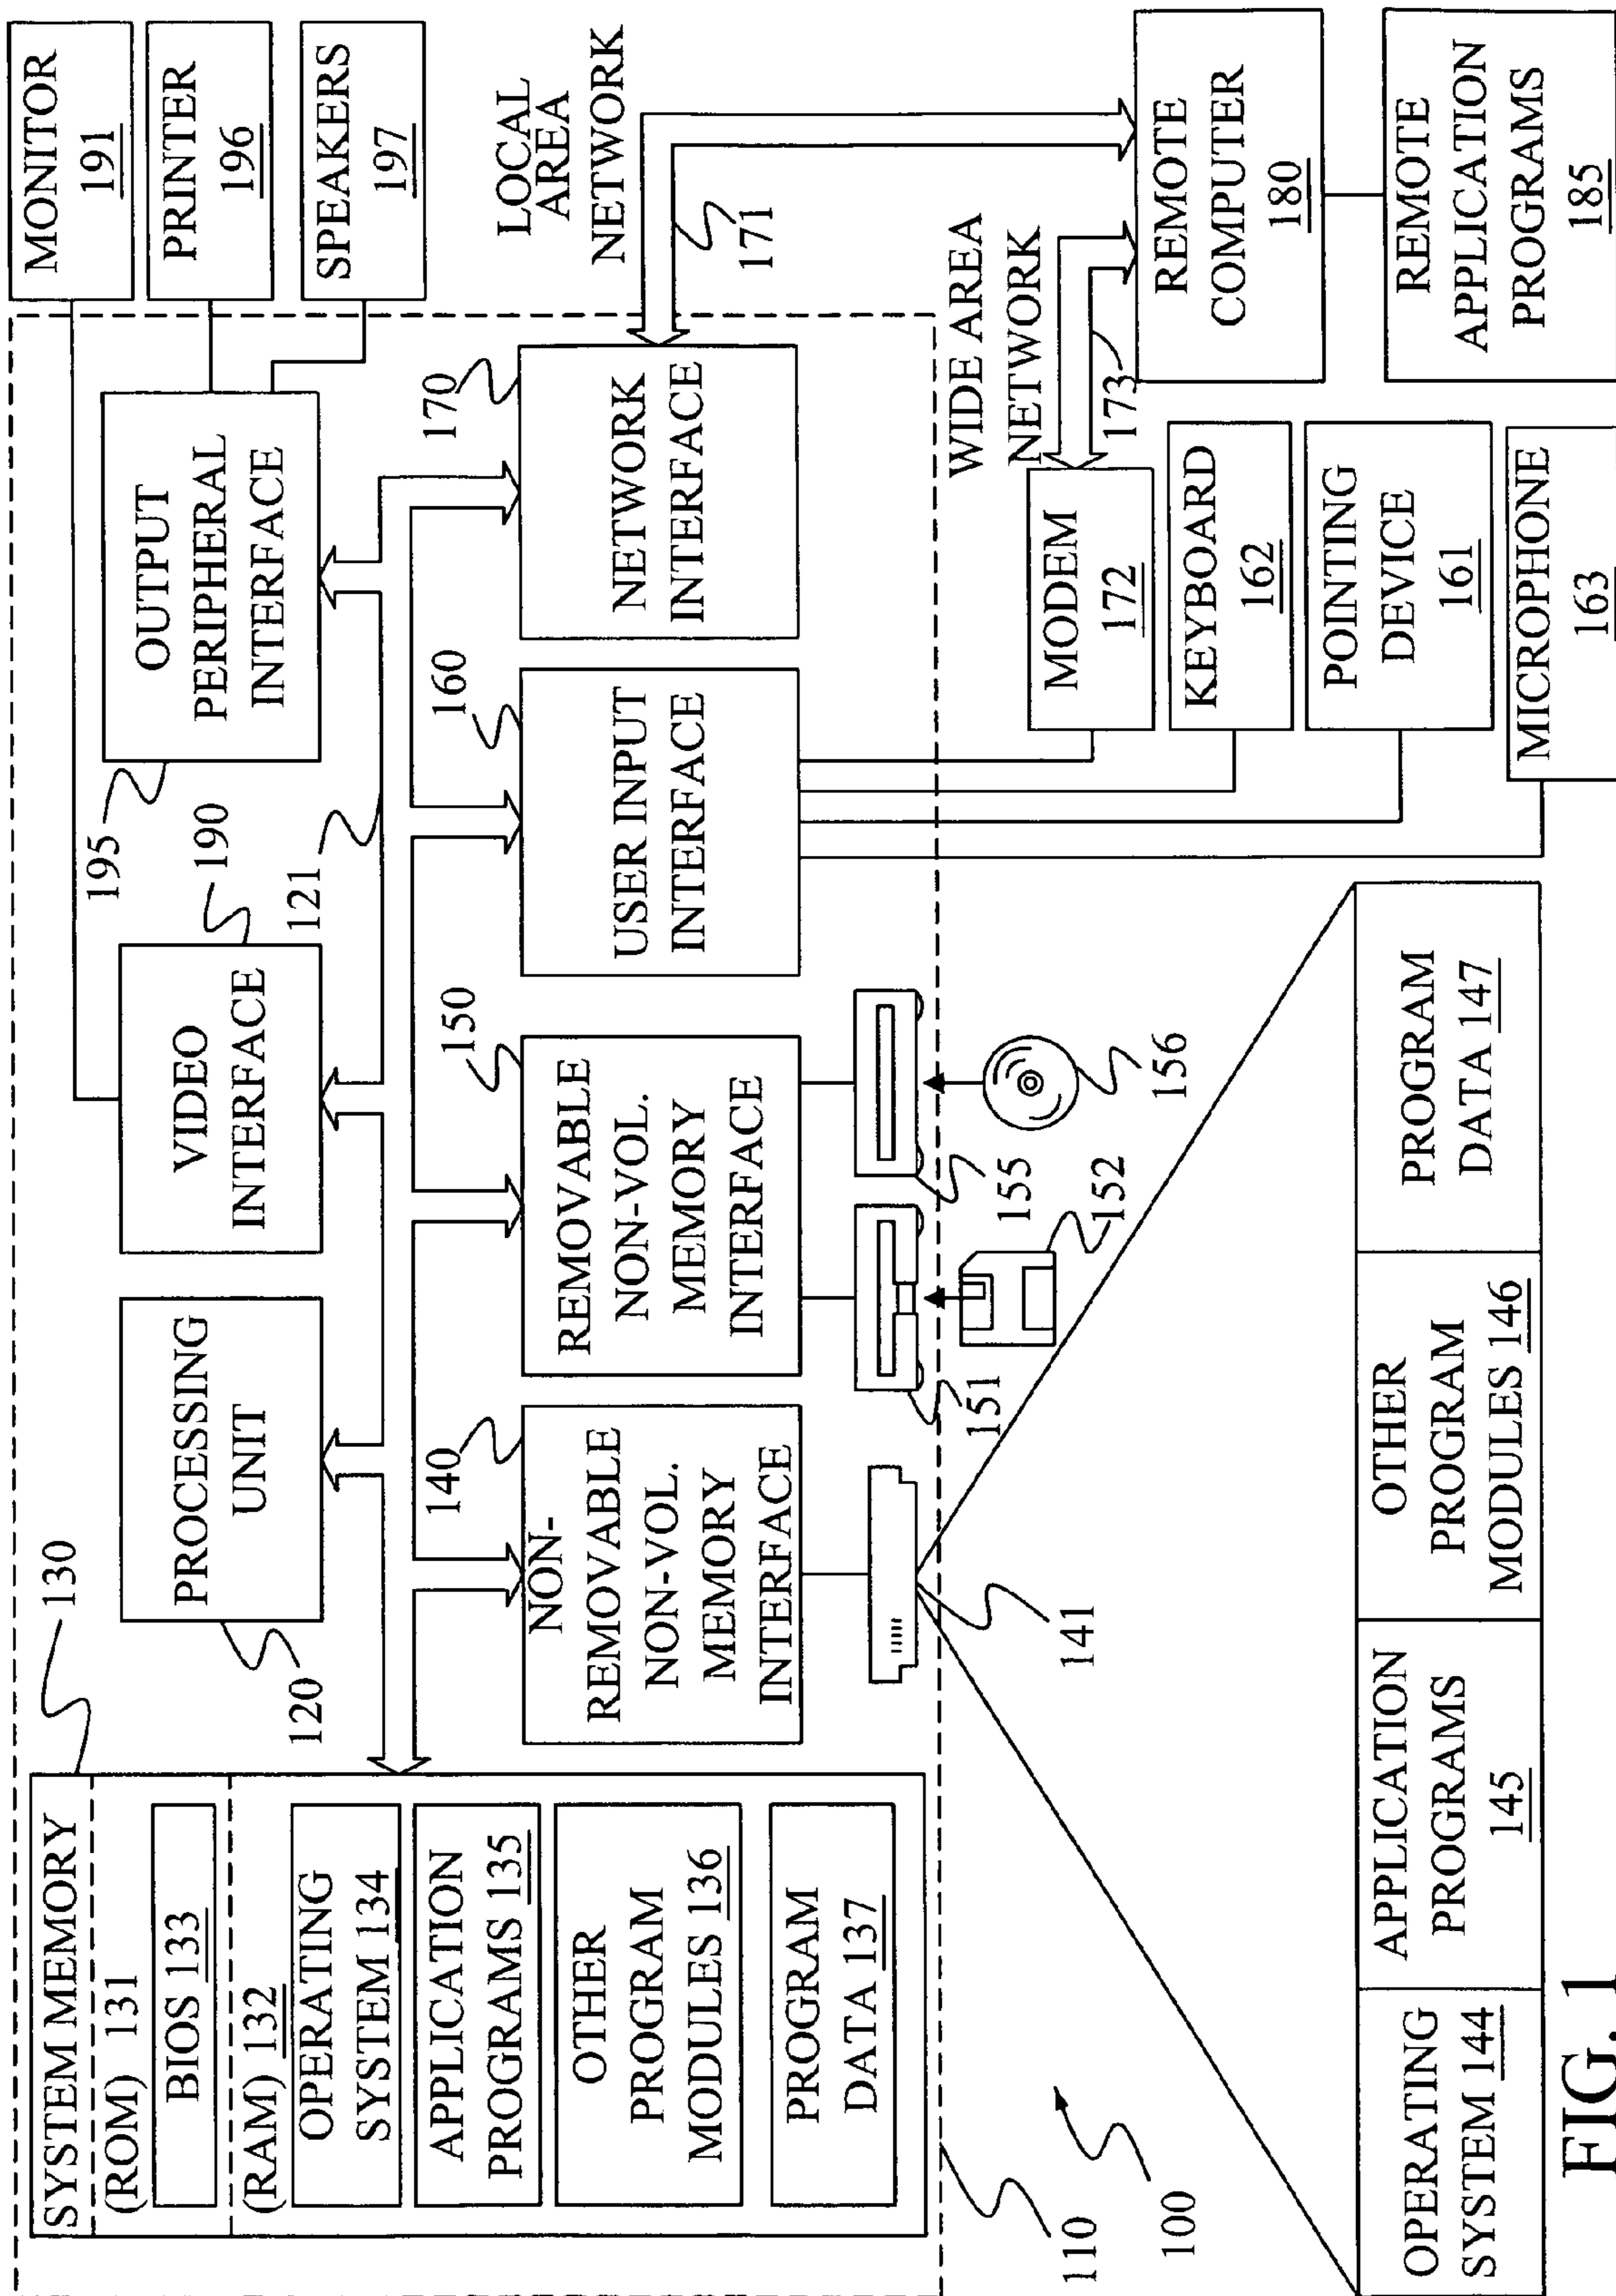 SYSTEM MEMORY
(ROM) 131
BIOS 133
(RAM) 132
OPERATING
SYSTEM 134
APPLICATION
PROGRAMS 135
OTHER
PROGRAM
MODULES 136
PROGRAM
DATA 137
130
120
PROCESSING
UNIT
VIDEO
INTERFACE
190
121
195
OUTPUT
PERIPHERAL
INTERFACE
MONITOR
191
PRINTER
196
SPEAKERS
197
140
NON-
REMOVABLE
NON-VOL.
MEMORY
INTERFACE
150
REMOVABLE
NON-VOL.
MEMORY
INTERFACE
160
USER INPUT
INTERFACE
170
NETWORK
INTERFACE
LOCAL
AREA
NETWORK
171
141
151
152
155
156
WIDE AREA
NETWORK
173
MODEM
172
KEYBOARD
162
POINTING
DEVICE
161
MICROPHONE
163
REMOTE
COMPUTER
180
REMOTE
APPLICATION
PROGRAMS
185
110
100
OPERATING
SYSTEM 144
APPLICATION
PROGRAMS
145
OTHER
PROGRAM
MODULES 146
PROGRAM
DATA 147
FIG. 1